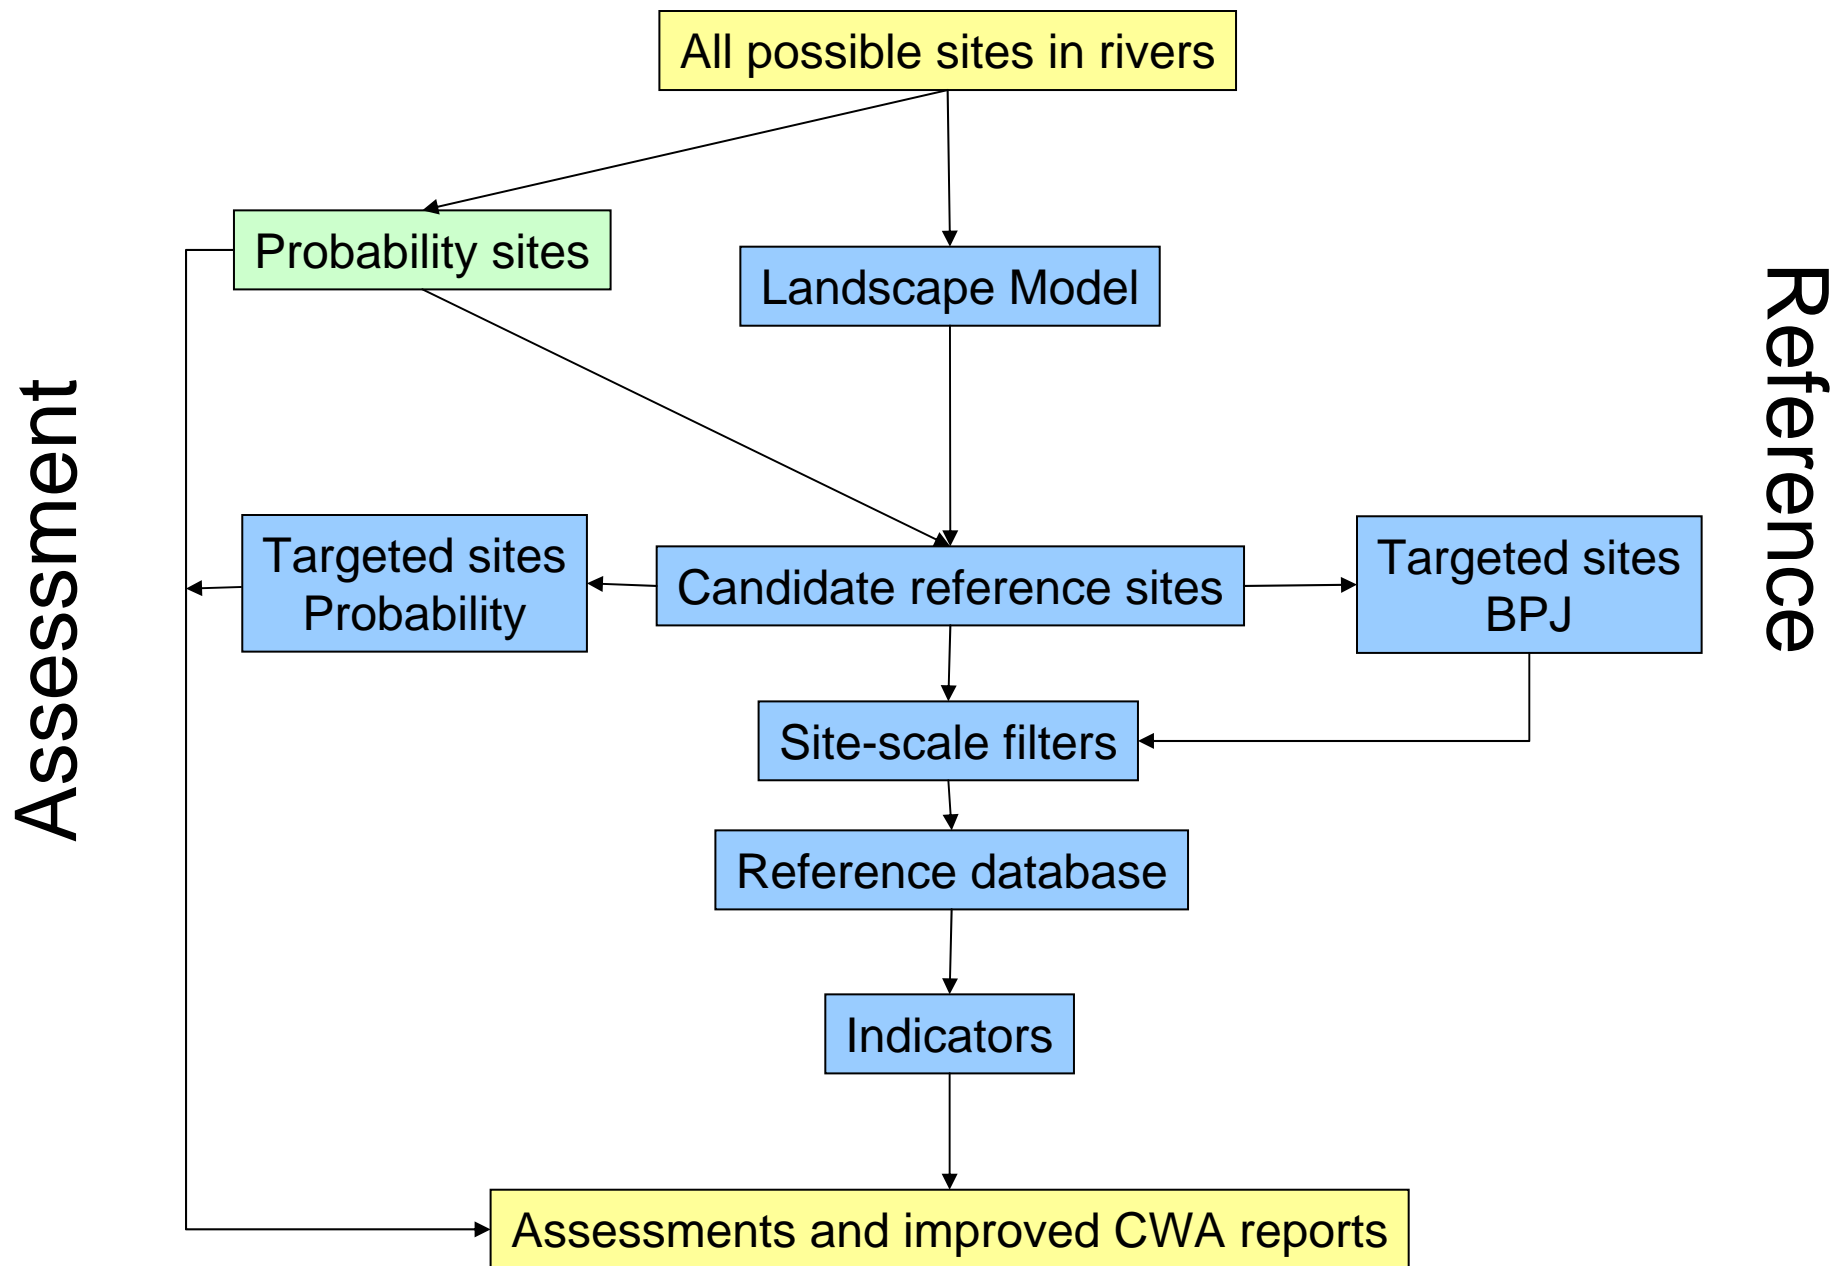 All possible sites in rivers
Probability sites
Landscape Model
Assessment
Reference
Targeted sites
Probability
Candidate reference sites
Targeted sites
BPJ
Site-scale filters
Reference database
Indicators
Assessments and improved CWA reports